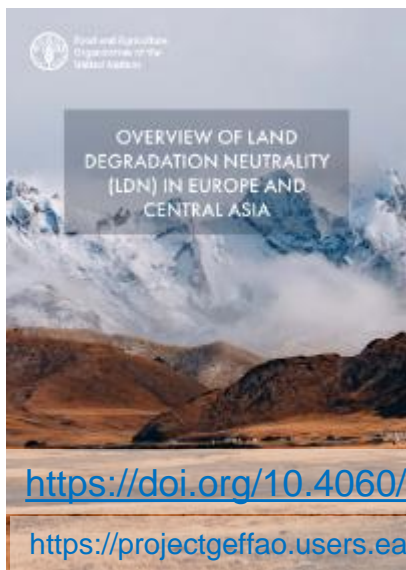 Food and Agriculture
Organization of the
United Nations
OVERVIEW OF LAND
DEGRADATION NEUTRALITY
(LDN) IN EUROPE AND
CENTRAL ASIA
https://doi.org/10.4060/
https://projectgeffao.users.ea